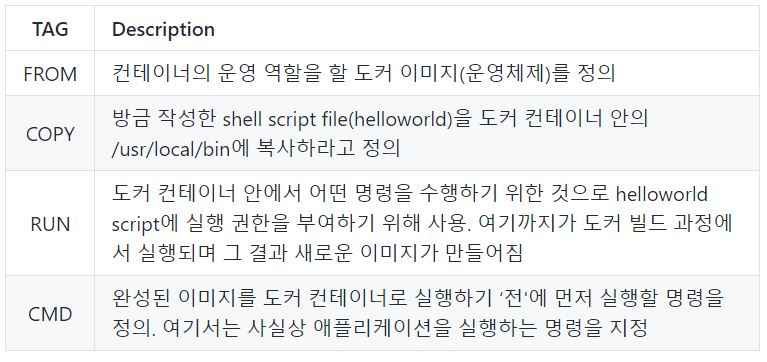 TAG Description
FROM 컨테이너의 운영 역할을 할 도커 이미지(운영체제)를 정의
COPY 방금 작성한 shell script file(helloworld)을 도커 컨테이너 안의
/usr/local/bin에 복사하라고 정의
RUN 도커 컨테이너 안에서 어떤 명령을 수행하기 위한 것으로 helloworld
script에 실행 권한을 부여하기 위해 사용. 여기까지가 도커 빌드 과정에
서 실행되며 그 결과 새로운 이미지가 만들어짐
CMD 완성된 이미지를 도커 컨테이너로 실행하기 ‘전'에 먼저 실행할 명령을
정의. 여기서는 사실상 애플리케이션을 실행하는 명령을 지정